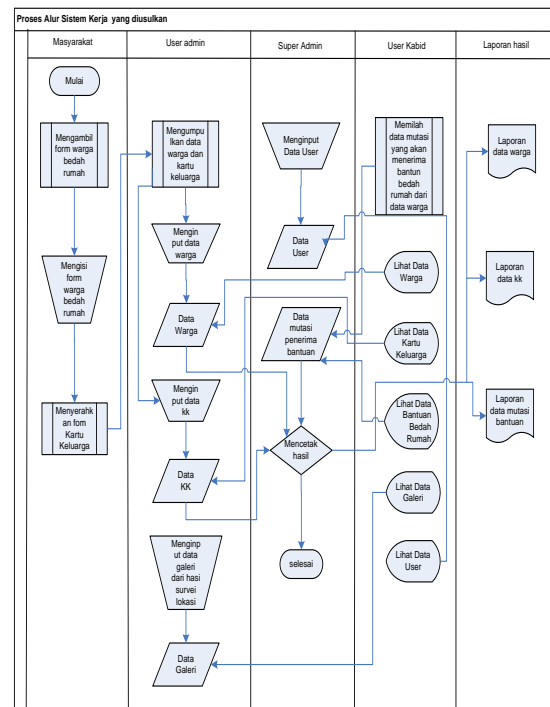 Proses Alur Sistem Kerja yang diusulkan
Masyarakat
User admin
Super Admin
User Kabid
Laporan hasil
Mulai
Mengambil
form warga
bedah
rumah
Mengisi
form
warga
bedah
rumah
Menyerahk
an fom
Kartu
Keluarga
Mengumpu
lkan data
warga dan
kartu
keluarga
Mengin
put data
warga
Data
Warga
Mengin
put data
kk
Data
KK
Menginp
ut data
galeri
dari hasi
survei
lokasi
Data
Galeri
Menginput
Data User
Data
User
Data
mutasi
penerima
bantuan
Mencetak
hasil
selesai
Memilah
data mutasi
yang akan
menerima
bantun
bedah
rumah dari
data warga
Lihat Data
Warga
Lihat Data
Kartu
Keluarga
Lihat Data
Bantuan
Bedah
Rumah
Lihat Data
Galeri
Lihat Data
User
Laporan
data warga
Laporan
data kk
Laporan
data mutasi
bantuan